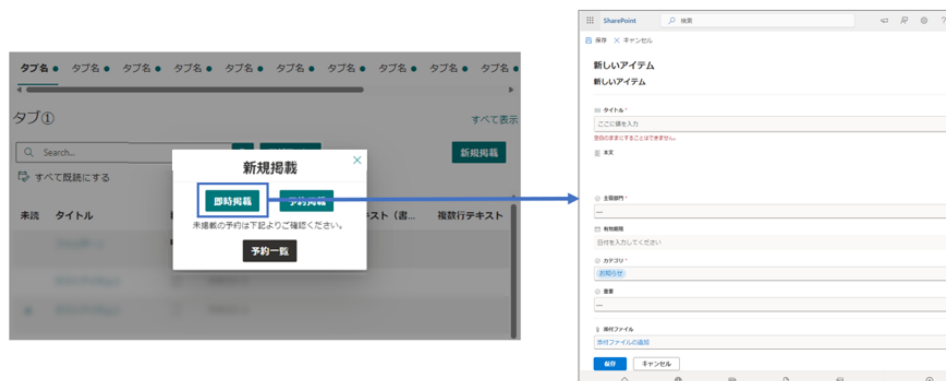 タブ名 タブ名 タブ名 タブ名 タブ名 タブ名 タブ名 タブ名 タブ名 タブ名
タブ①
すべて表示
Search...
新規掲載
すべて既読にする
未読 タイトル
スト（書... 複数行テキスト
新規掲載
即時掲載
未掲載の予約は下記よりご確認ください。
予約一覧
SharePoint
検索
保存 キャンセル
新しいアイテム
新しいアイテム
タイトル *
ここに値を入力
空白のままにすることはできません。
本文
主管部門 *
---
有効期限
日付を入力してください
カテゴリ *
お知らせ
重要
---
添付ファイル
添付ファイルの追加
保存 キャンセル